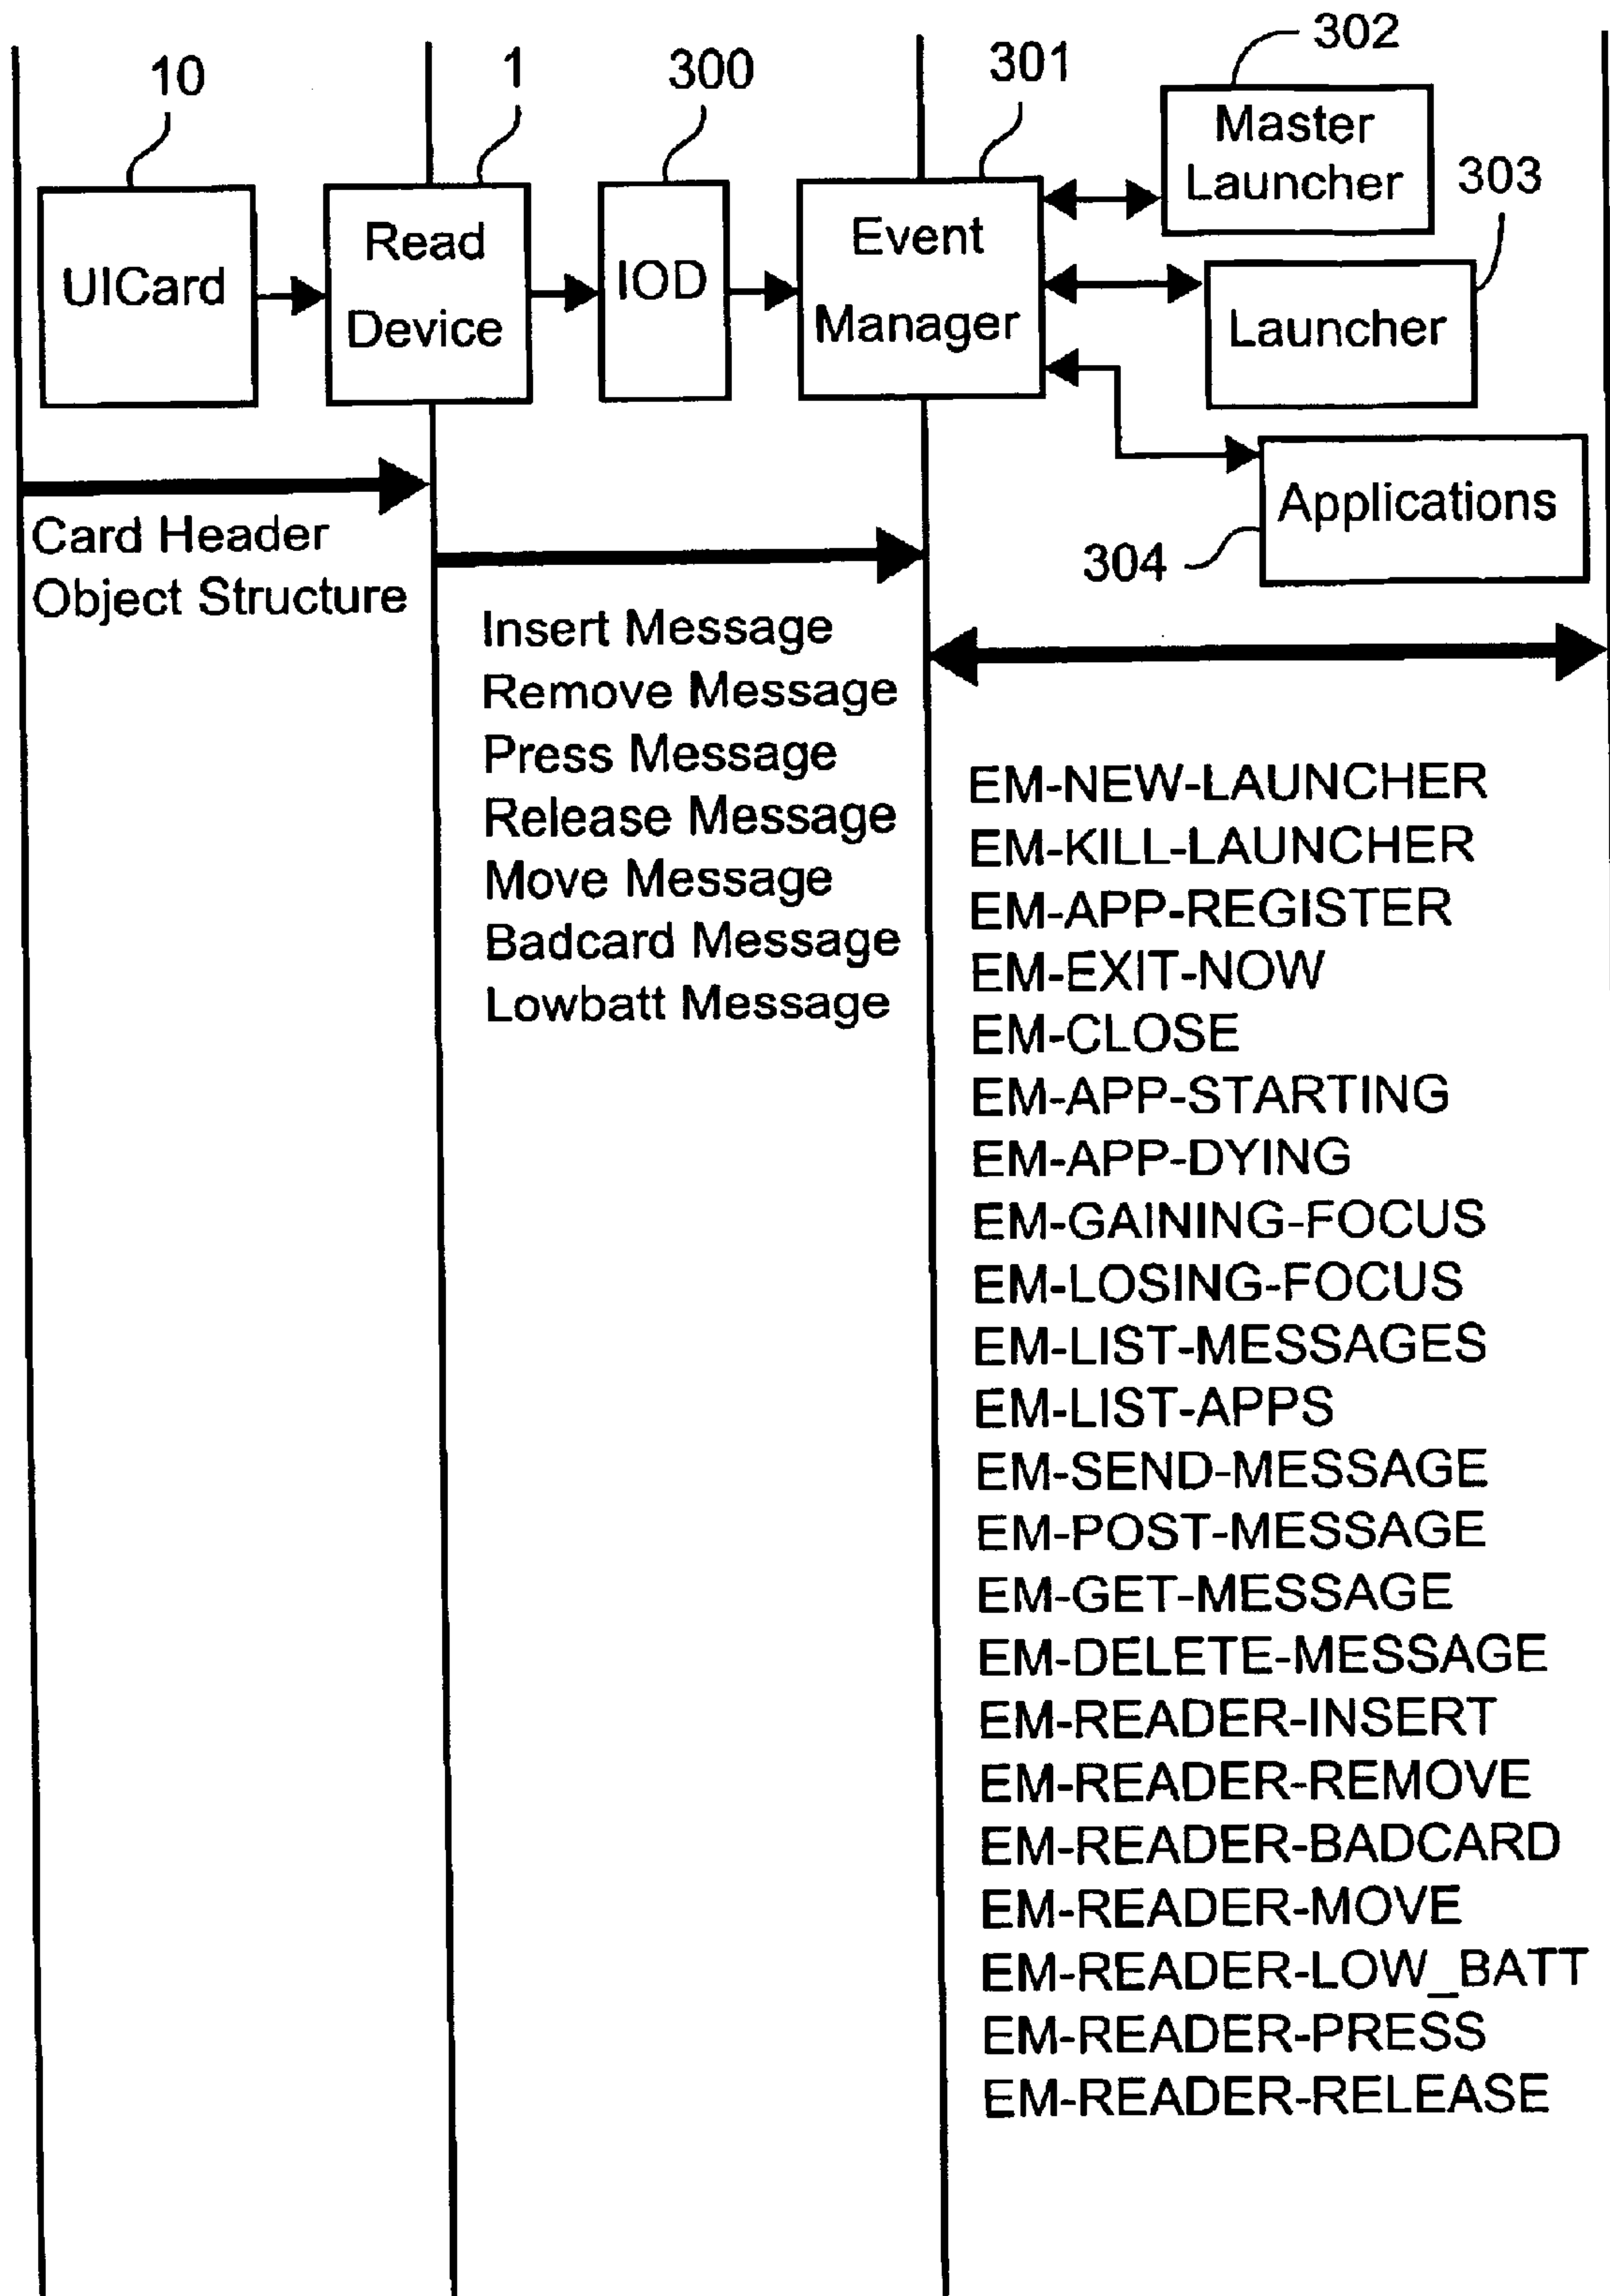 302
10
1
300
301
Master
Launcher
303
UICard
Read
Device
IOD
Event
Manager
Launcher
Applications
304
Card Header
Object Structure
Insert Message
Remove Message
Press Message
Release Message
Move Message
Badcard Message
Lowbatt Message
EM-NEW-LAUNCHER
EM-KILL-LAUNCHER
EM-APP-REGISTER
EM-EXIT-NOW
EM-CLOSE
EM-APP-STARTING
EM-APP-DYING
EM-GAINING-FOCUS
EM-LOSING-FOCUS
EM-LIST-MESSAGES
EM-LIST-APPS
EM-SEND-MESSAGE
EM-POST-MESSAGE
EM-GET-MESSAGE
EM-DELETE-MESSAGE
EM-READER-INSERT
EM-READER-REMOVE
EM-READER-BADCARD
EM-READER-MOVE
EM-READER-LOW_BATT
EM-READER-PRESS
EM-READER-RELEASE